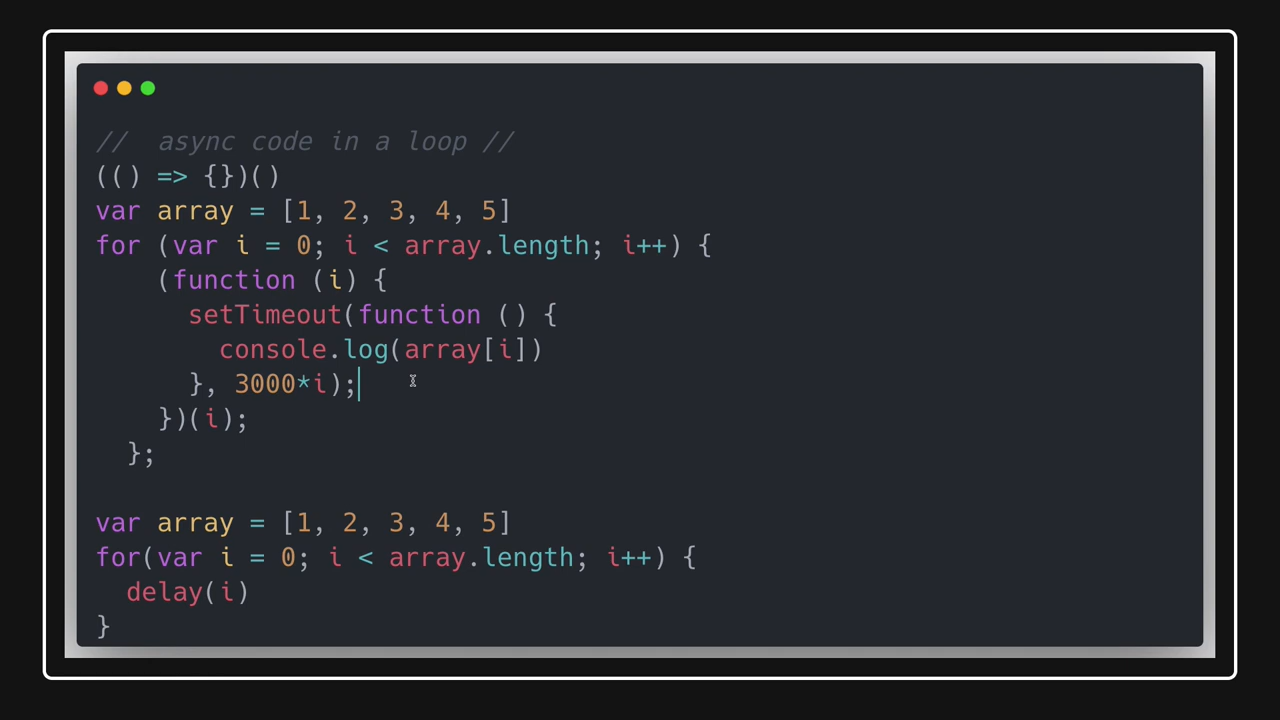 //  async code in a loop //
(() => {})()
var array = [1, 2, 3, 4, 5]
for (var i = 0; i < array.length; i++) {
    (function (i) {
      setTimeout(function () {
        console.log(array[i])
      }, 3000*i);
    })(i);
  };

var array = [1, 2, 3, 4, 5]
for(var i = 0; i < array.length; i++) {
  delay(i)
}